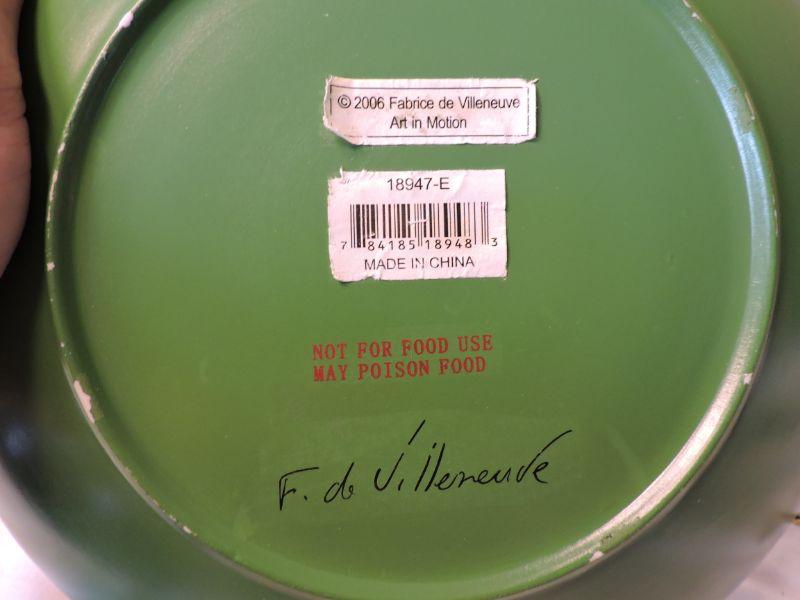 © 2006 Fabrice de Villeneuve
Art in Motion
18947-E
7 84185 18948 3
MADE IN CHINA
NOT FOR FOOD USE
MAY POISON FOOD
F. de Villeneuve